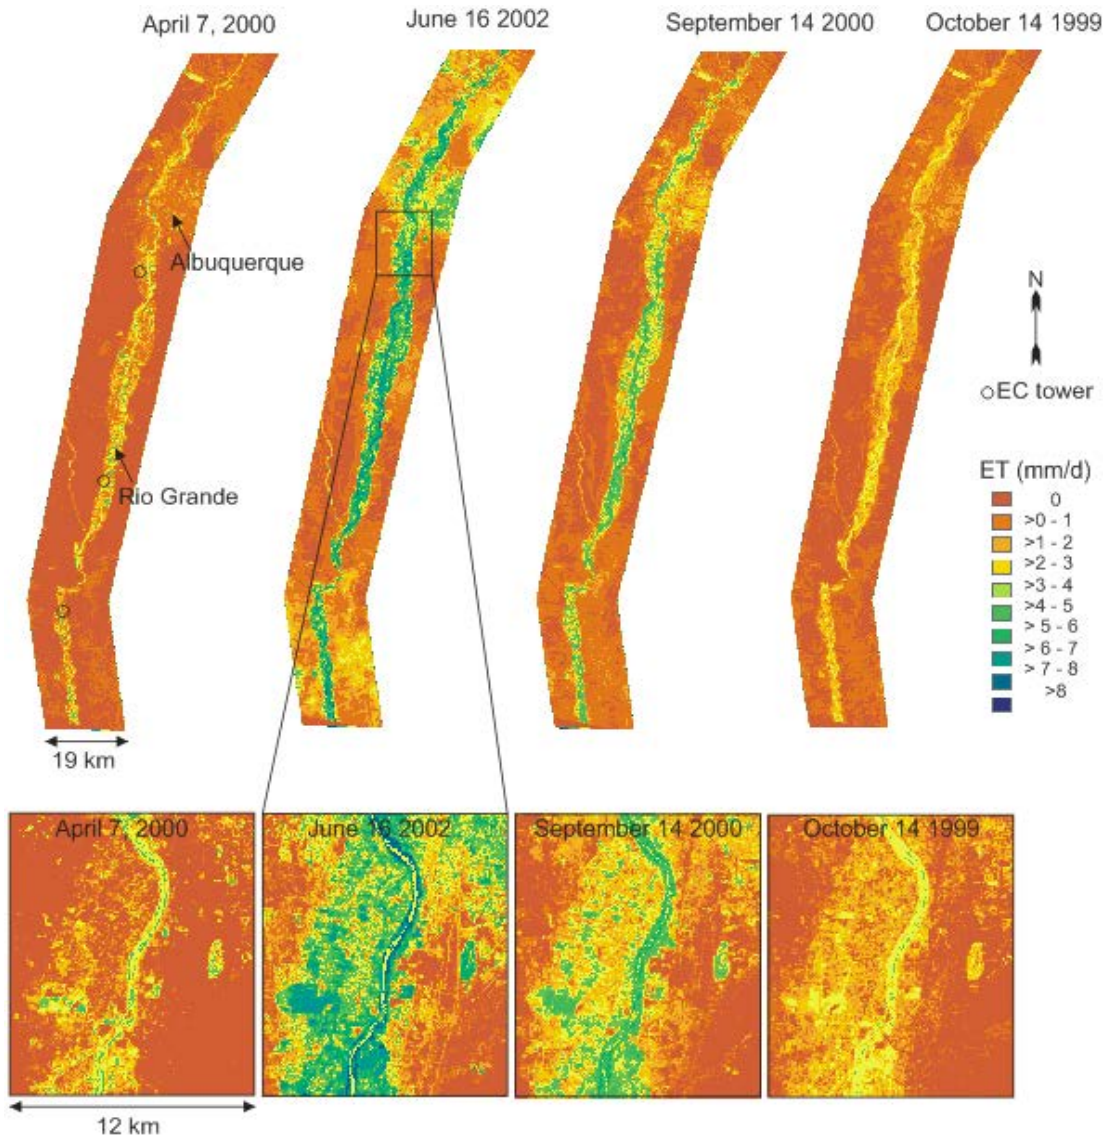 April 7, 2000
June 16 2002
September 14 2000
October 14 1999
Albuquerque
N
EC tower
Rio Grande
ET (mm/d)
0
>0 - 1
>1 - 2
>2 - 3
>3 - 4
>4 - 5
> 5 - 6
> 6 - 7
> 7 - 8
>8
19 km
April 7, 2000
June 16 2002
September 14 2000
October 14 1999
12 km